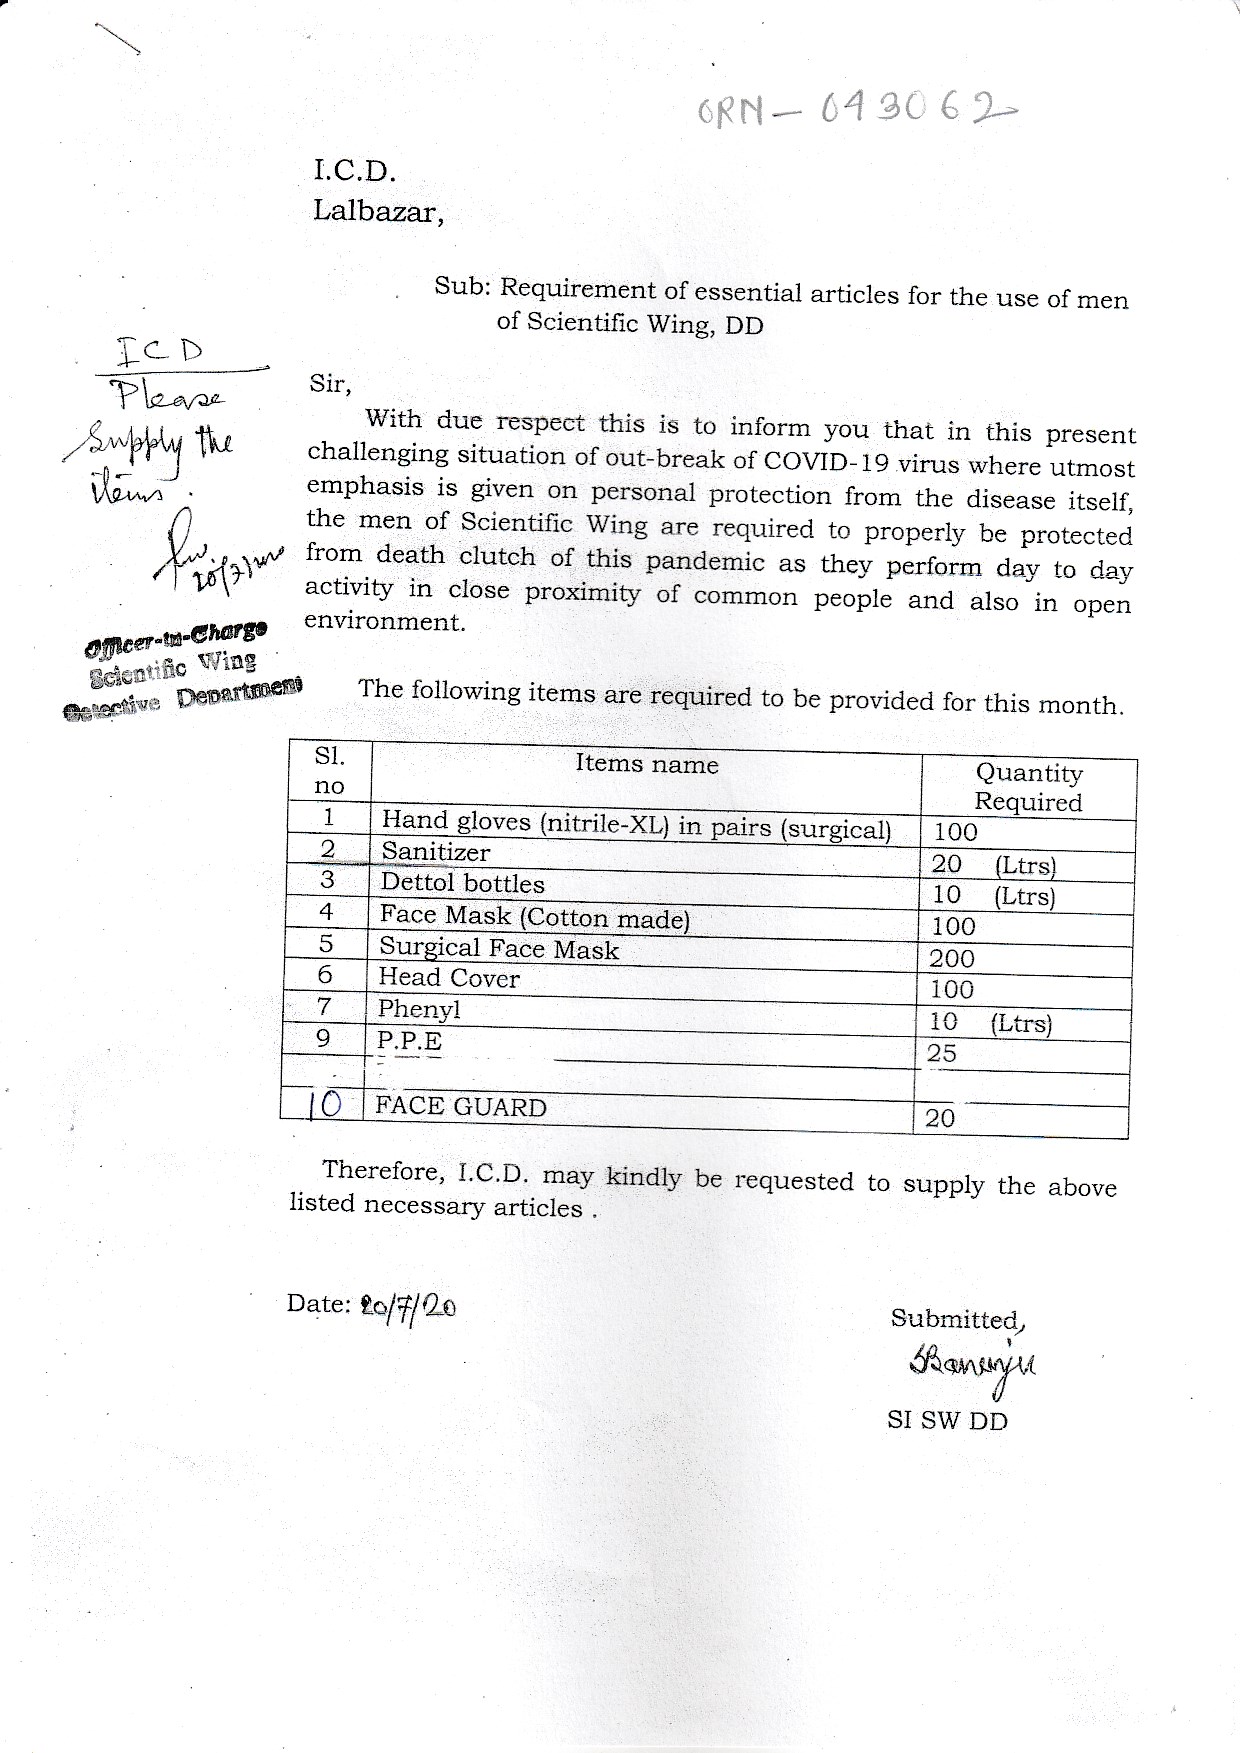 ORN - 043062
I.C.D.
Lalbazar,
Sub: Requirement of essential articles for the use of men
of Scientific Wing, DD
ICD
Please
supply the
items.
20/7/
Officer-in-Charge
Scientific Wing
Detective Department
Sir,
With due respect this is to inform you that in this present
challenging situation of out-break of COVID-19 virus where utmost
emphasis is given on personal protection from the disease itself,
the men of Scientific Wing are required to properly be protected
from death clutch of this pandemic as they perform day to day
activity in close proximity of common people and also in open
environment.
The following items are required to be provided for this month.
Sl. no Items name Quantity Required
1 Hand gloves (nitrile-XL) in pairs (surgical) 100
2 Sanitizer 20 (Ltrs)
3 Dettol bottles 10 (Ltrs)
4 Face Mask (Cotton made) 100
5 Surgical Face Mask 200
6 Head Cover 100
7 Phenyl 10 (Ltrs)
9 P.P.E 25
10 FACE GUARD 20
Therefore, I.C.D. may kindly be requested to supply the above
listed necessary articles .
Date: 20/7/20
Submitted,
SBanerjee
SI SW DD